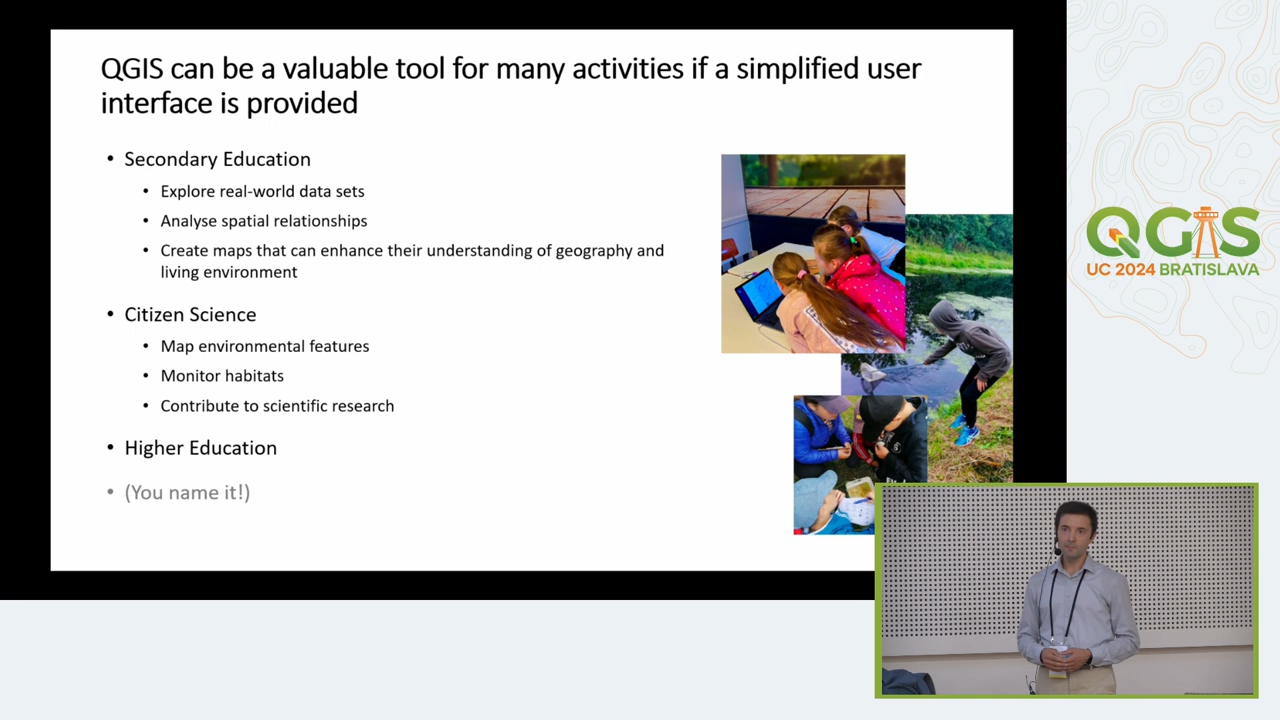 QGIS can be a valuable tool for many activities if a simplified user
interface is provided
• Secondary Education
• Explore real-world data sets
• Analyse spatial relationships
• Create maps that can enhance their understanding of geography and
living environment
• Citizen Science
• Map environmental features
• Monitor habitats
• Contribute to scientific research
• Higher Education
• (You name it!)
QGIS
UC 2024 BRATISLAVA